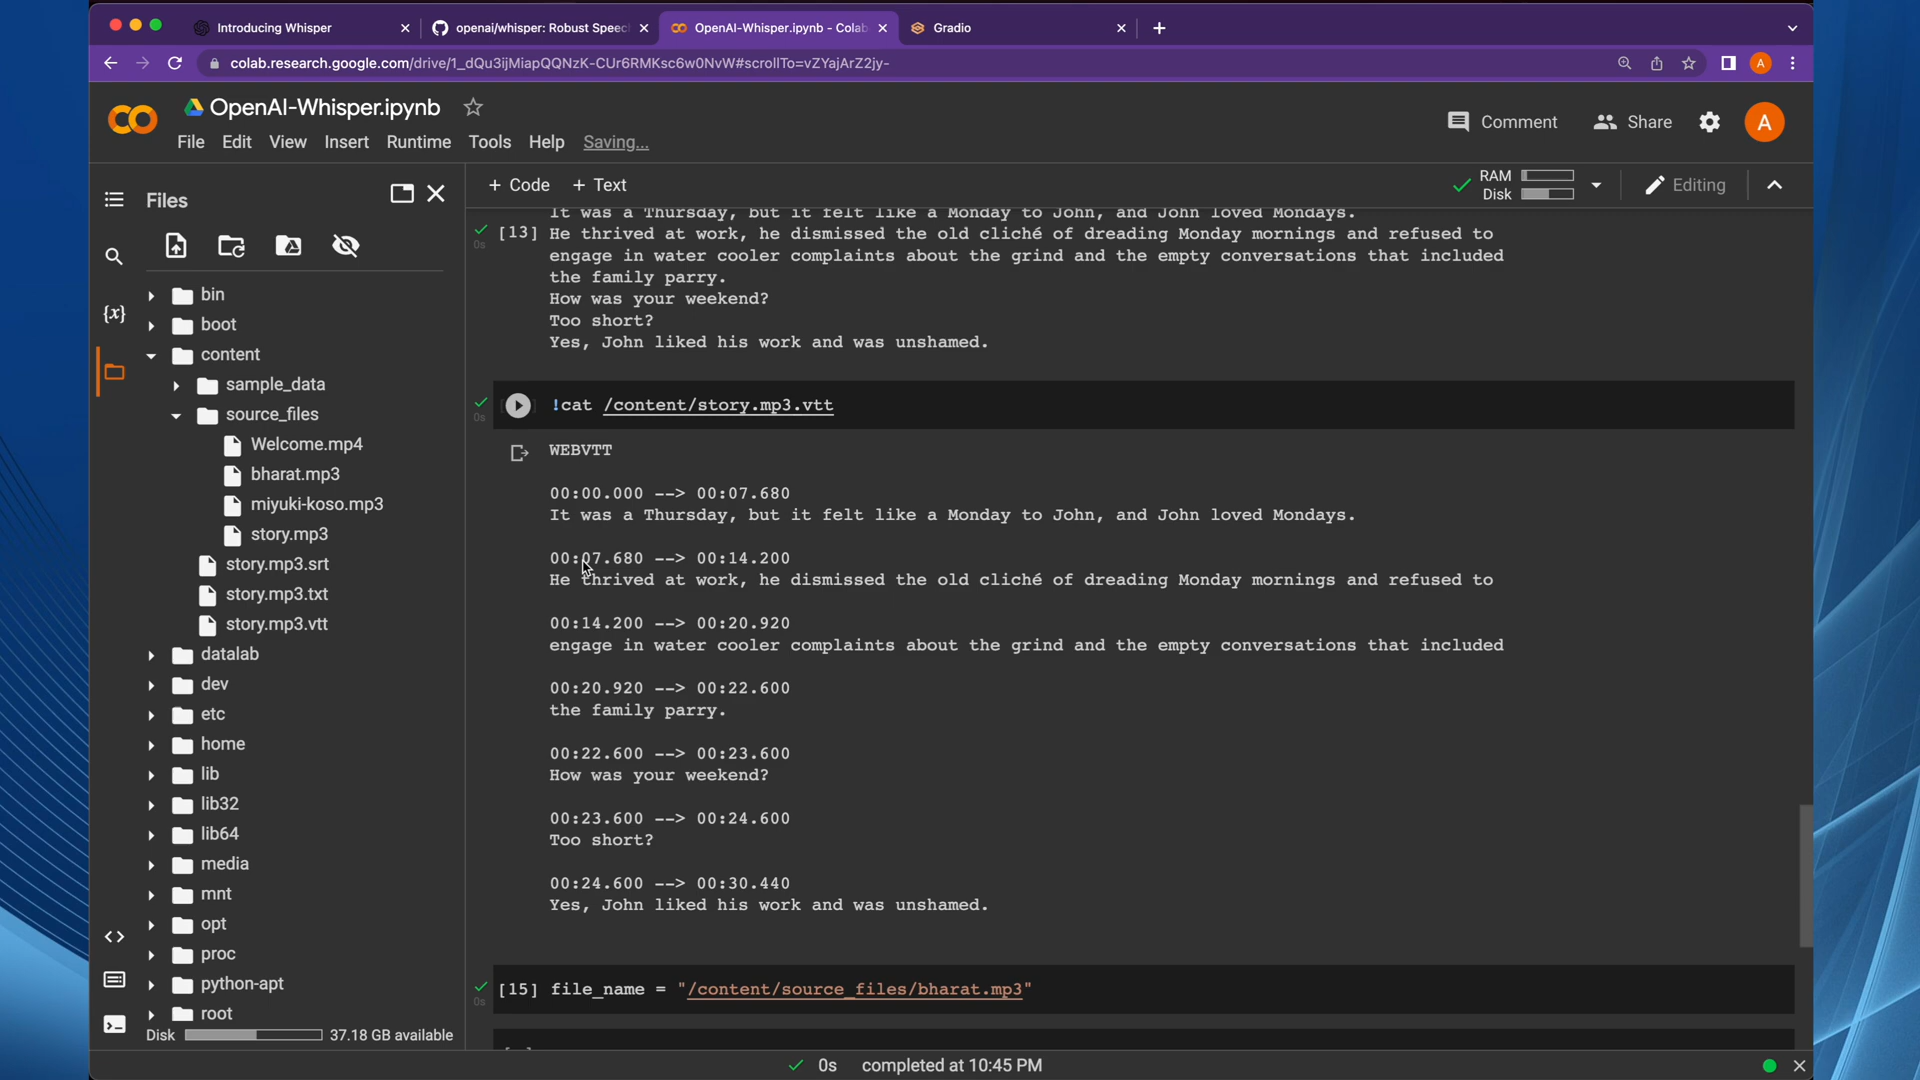 Introducing Whisper
openai/whisper: Robust Speec
OpenAI-Whisper.ipynb - Colab
Gradio
colab.research.google.com/drive/1_dQu3ijMiapQQNzK-CUr6RMKsc6w0NvW#scrollTo=vZYajArZ2jy-
A
OpenAI-Whisper.ipynb
File Edit View Insert Runtime Tools Help Saving...
Comment
Share
A
Files
+ Code + Text
RAM
Disk
Editing
{x}
bin
boot
content
sample_data
source_files
Welcome.mp4
bharat.mp3
miyuki-koso.mp3
story.mp3
story.mp3.srt
story.mp3.txt
story.mp3.vtt
datalab
dev
etc
home
lib
lib32
lib64
media
mnt
opt
proc
python-apt
root
Disk 37.18 GB available
It was a Thursday, but it felt like a Monday to John, and John loved Mondays.
[13] He thrived at work, he dismissed the old cliché of dreading Monday mornings and refused to
0s
engage in water cooler complaints about the grind and the empty conversations that included
the family parry.
How was your weekend?
Too short?
Yes, John liked his work and was unshamed.
!cat /content/story.mp3.vtt
0s
WEBVTT
00:00.000 --> 00:07.680
It was a Thursday, but it felt like a Monday to John, and John loved Mondays.
00:07.680 --> 00:14.200
He thrived at work, he dismissed the old cliché of dreading Monday mornings and refused to
00:14.200 --> 00:20.920
engage in water cooler complaints about the grind and the empty conversations that included
00:20.920 --> 00:22.600
the family parry.
00:22.600 --> 00:23.600
How was your weekend?
00:23.600 --> 00:24.600
Too short?
00:24.600 --> 00:30.440
Yes, John liked his work and was unshamed.
[15] file_name = "/content/source_files/bharat.mp3"
0s
0s completed at 10:45 PM